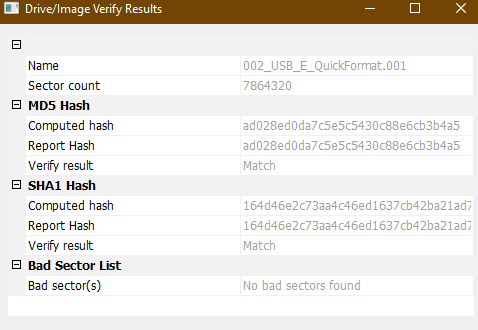 Drive/Image Verify Results
Name 002_USB_E_QuickFormat.001
Sector count 7864320
MD5 Hash
Computed hash ad028ed0da7c5e5c5430c88e6cb3b4a5
Report Hash ad028ed0da7c5e5c5430c88e6cb3b4a5
Verify result Match
SHA1 Hash
Computed hash 164d46e2c73aa4c46ed1637cb42ba21ad7
Report Hash 164d46e2c73aa4c46ed1637cb42ba21ad7
Verify result Match
Bad Sector List
Bad sector(s) No bad sectors found